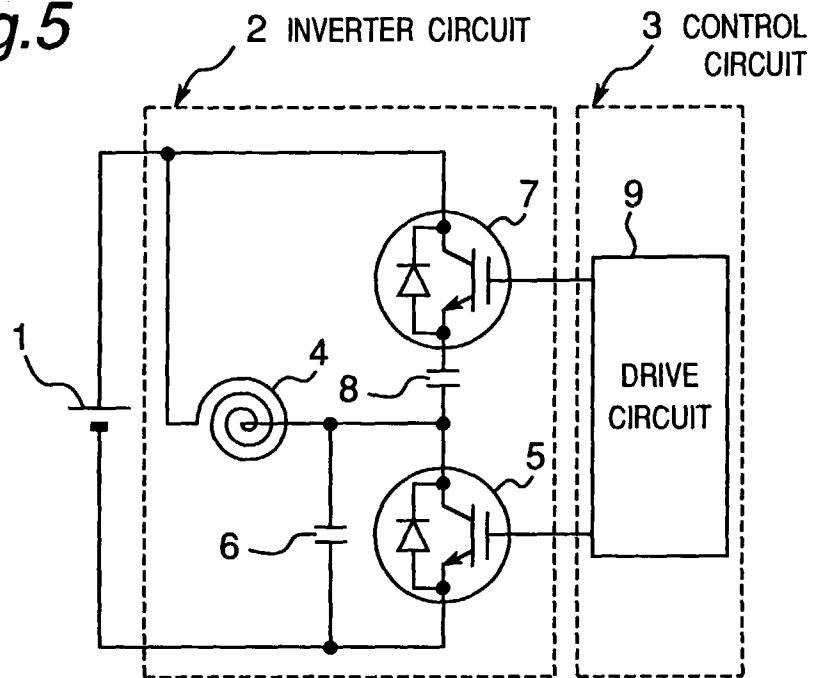 g.5
2 INVERTER CIRCUIT
3 CONTROL
CIRCUIT
7
9
1
4
8
DRIVE
CIRCUIT
5
6